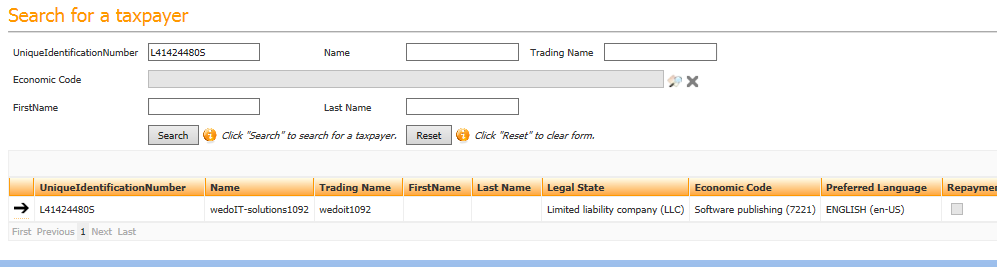 Search for a taxpayer
UniqueIdentificationNumber L41424480S Name Trading Name
Economic Code
FirstName Last Name
Search Click "Search" to search for a taxpayer. Reset Click "Reset" to clear form.
UniqueIdentificationNumber Name Trading Name FirstName Last Name Legal State Economic Code Preferred Language Repaymen
L41424480S wedoIT-solutions1092 wedoit1092 Limited liability company (LLC) Software publishing (7221) ENGLISH (en-US)
First Previous 1 Next Last